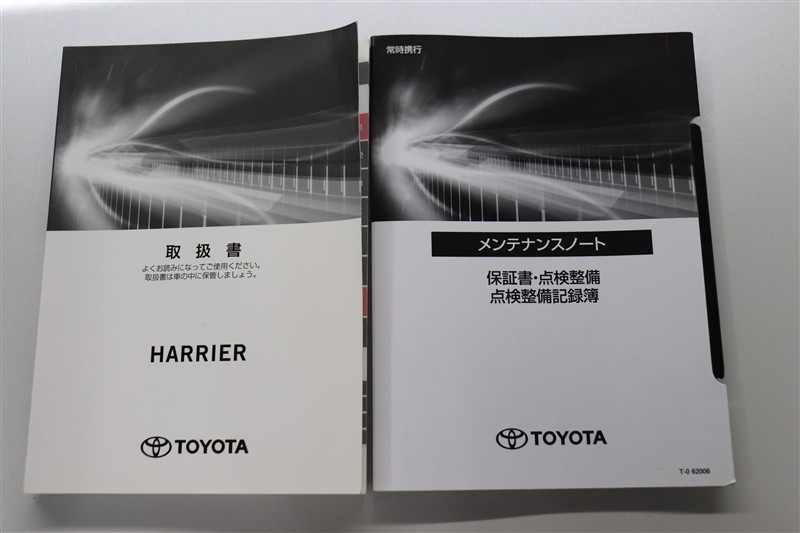 取扱書
よくお読みになってご使用ください。
取扱書は車の中に保管しましょう。
HARRIER
TOYOTA
常時携行
メンテナンスノート
保証書・点検整備
点検整備記録簿
TOYOTA
T-0 62006